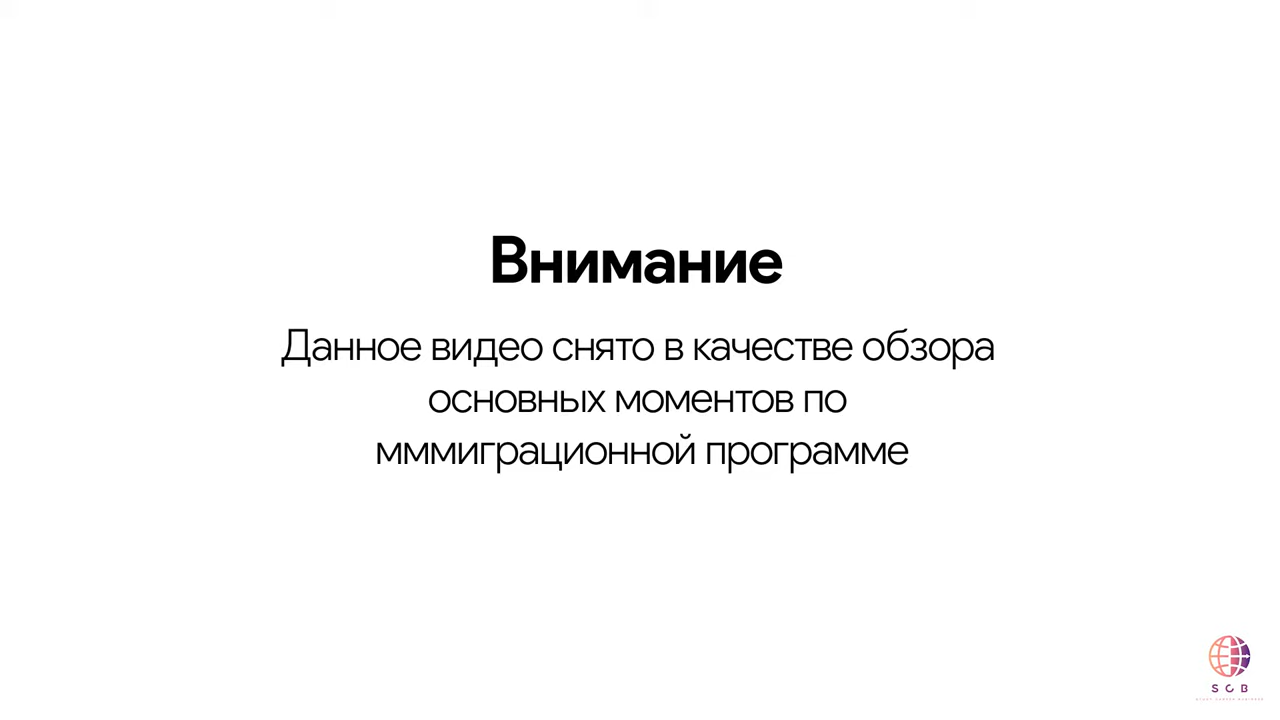 Внимание
Данное видео снято в качестве обзора
основных моментов по
мммиграционной программе
SCB